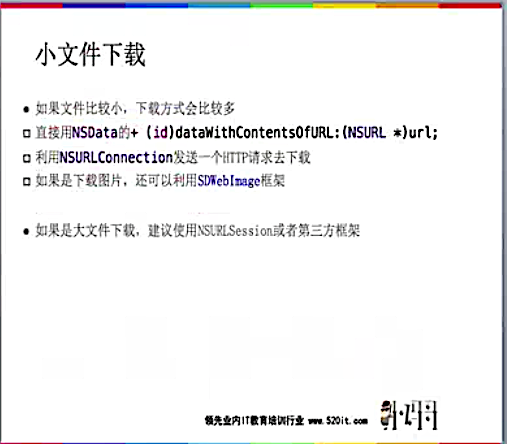 小文件下载
● 如果文件比较小，下载方式会比较多
□ 直接用NSData的+ (id)dataWithContentsOfURL:(NSURL *)url;
□ 利用NSURLConnection发送一个HTTP请求去下载
□ 如果是下载图片，还可以利用SDWebImage框架
● 如果是大文件下载，建议使用NSURLSession或者第三方框架
领先业内IT教育培训行业 www.520it.com